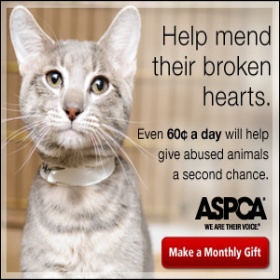 Help mend
their broken
hearts.
Even 60¢ a day will help
give abused animals
a second chance.
ASPCA®
WE ARE THEIR VOICE.®
Make a Monthly Gift